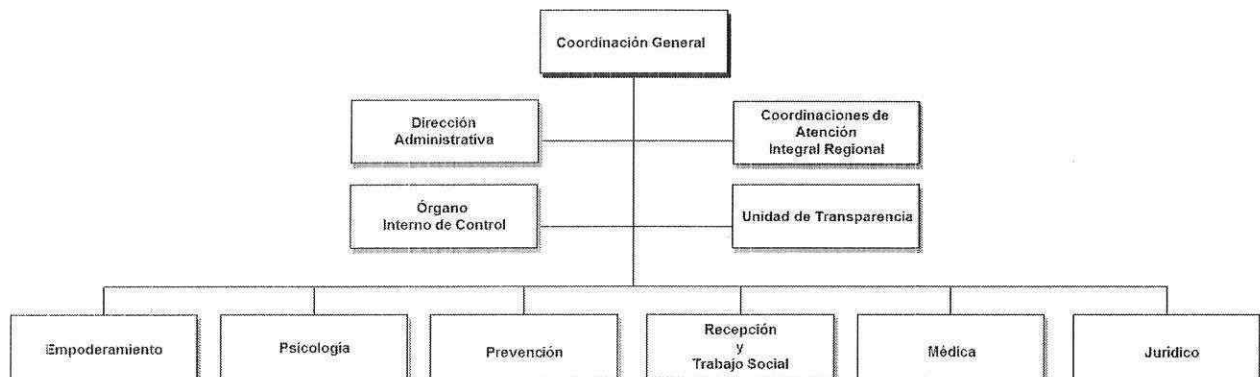 Coordinación General
Dirección
Administrativa
Coordinaciones de
Atención
Integral Regional
Órgano
Interno de Control
Unidad de Transparencia
Empoderamiento
Psicología
Prevención
Recepción
y
Trabajo Social
Médica
Jurídico